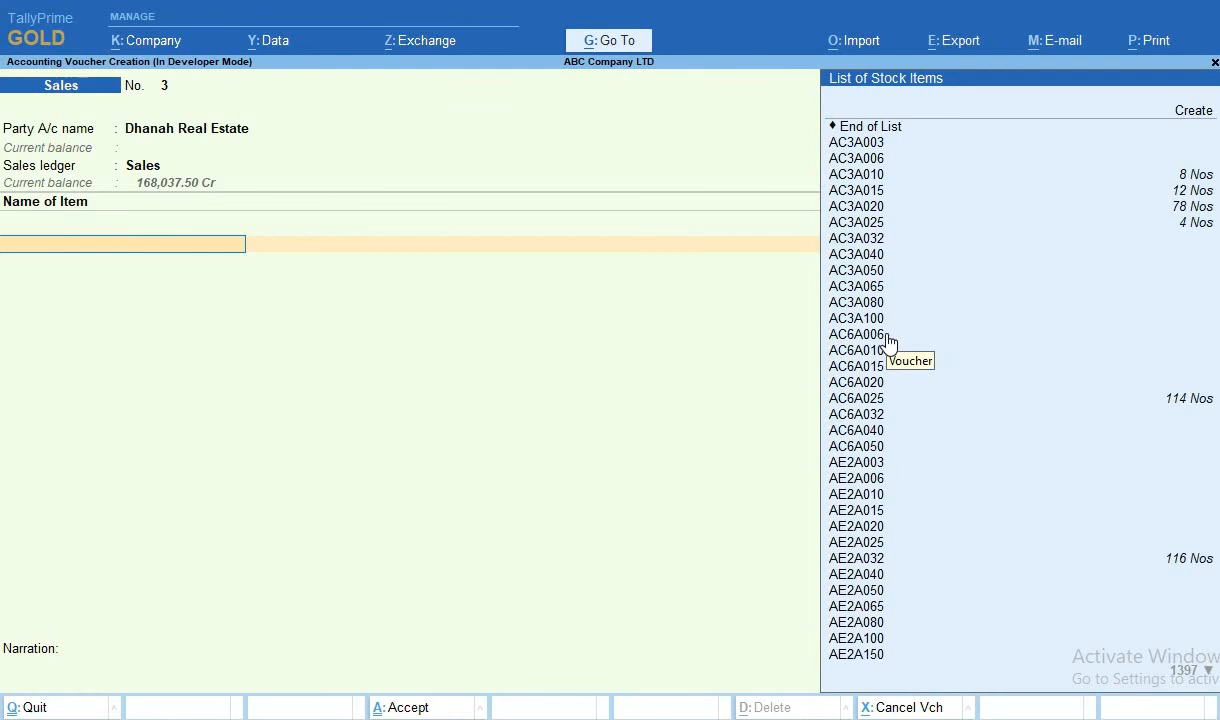 TallyPrime
GOLD
MANAGE
K: Company
Y: Data
Z: Exchange
G: Go To
O: Import
E: Export
M: E-mail
P: Print
Accounting Voucher Creation (In Developer Mode)
ABC Company LTD
×
Sales
No. 3
Party A/c name : Dhanah Real Estate
Current balance :
Sales ledger : Sales
Current balance : 168,037.50 Cr
Name of Item
Narration:
List of Stock Items
Create
♦ End of List
AC3A003
AC3A006
AC3A010 8 Nos
AC3A015 12 Nos
AC3A020 78 Nos
AC3A025 4 Nos
AC3A032
AC3A040
AC3A050
AC3A065
AC3A080
AC3A100
AC6A006
AC6A010
Voucher
AC6A015
AC6A020
AC6A025 114 Nos
AC6A032
AC6A040
AC6A050
AE2A003
AE2A006
AE2A010
AE2A015
AE2A020
AE2A025
AE2A032 116 Nos
AE2A040
AE2A050
AE2A065
AE2A080
AE2A100
AE2A150
Activate Window
1397 ▼
Go to Settings to activ
Q: Quit
A: Accept
D: Delete
X: Cancel Vch